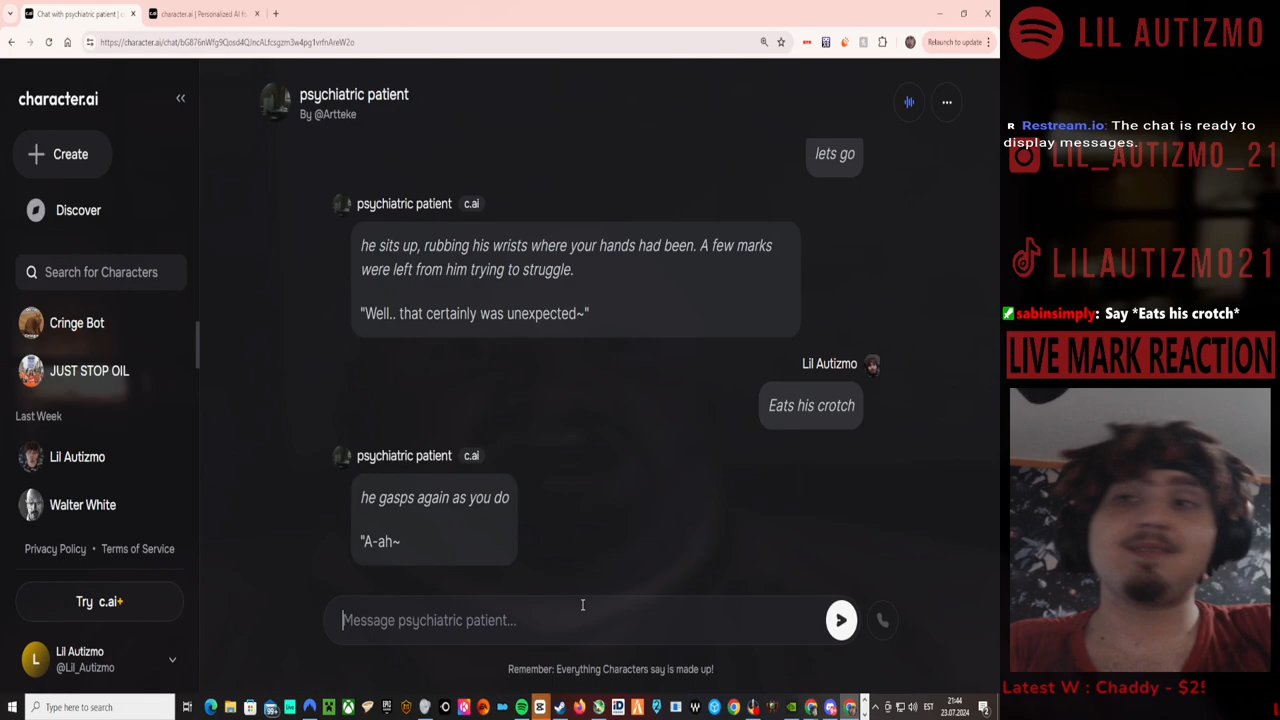 Chat with psychiatric patient | c
character.ai | Personalized AI fo
https://character.ai/chat/bG876nWfg9Qosd4QJncALfcsgzm3w4pg1vrfnAreW2o
Relaunch to update
character.ai
Create
Discover
Search for Characters
Cringe Bot
JUST STOP OIL
Last Week
Lil Autizmo
Walter White
Privacy Policy • Terms of Service
Try c.ai+
L
Lil Autizmo
@Lil_Autizmo
psychiatric patient
By @Artteke
lets go
psychiatric patient c.ai
he sits up, rubbing his wrists where your hands had been. A few marks
were left from him trying to struggle.
"Well.. that certainly was unexpected~"
Lil Autizmo
Eats his crotch
psychiatric patient c.ai
he gasps again as you do
"A-ah~
Message psychiatric patient...
Remember: Everything Characters say is made up!
LIL AUTIZMO
R Restream.io: The chat is ready to
display messages.
LIL_AUTIZMO_21
LILAUTIZMO21
sabinsimply: Say *Eats his crotch*
LIVE MARK REACTION
Latest W : Chaddy - $2!
Type here to search
99+
EST
21:44
23.07.2024
2